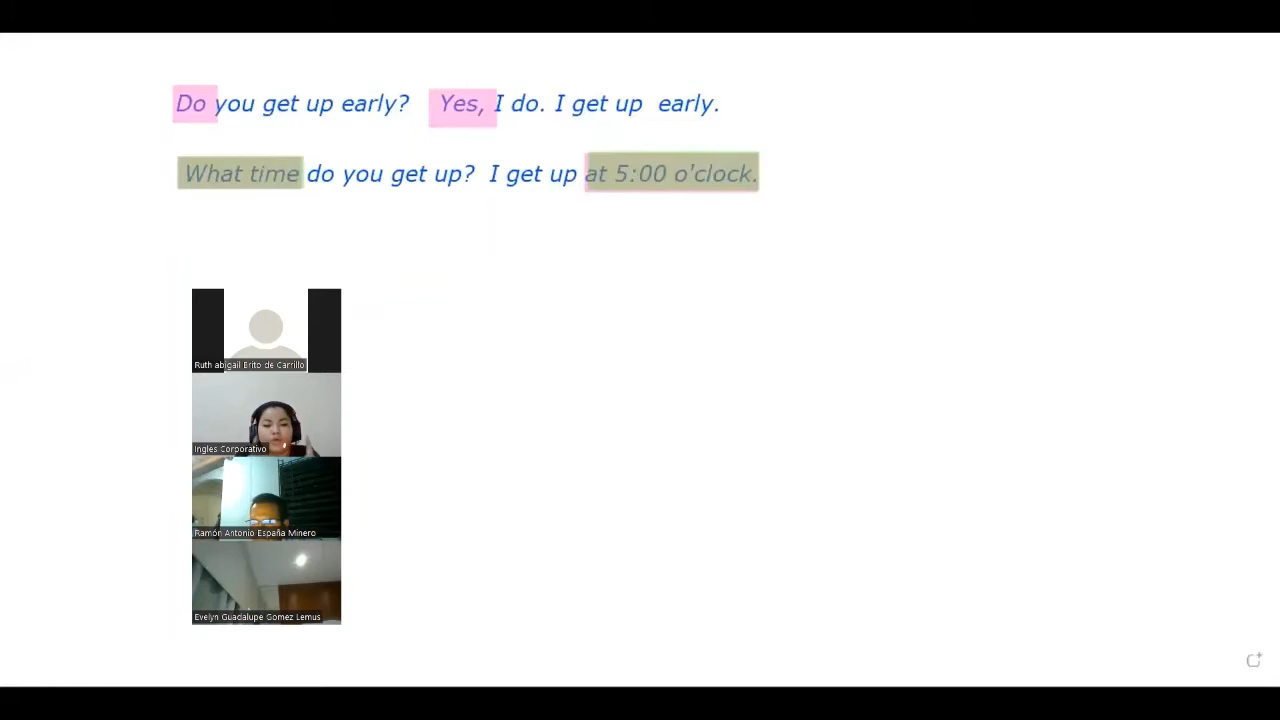 Do you get up early? Yes, I do. I get up early.
What time do you get up? I get up at 5:00 o'clock.
Ruth abigail Brito de Carrillo
Ingles Corporativo
Ramón Antonio España Minero
Evelyn Guadalupe Gomez Lemus